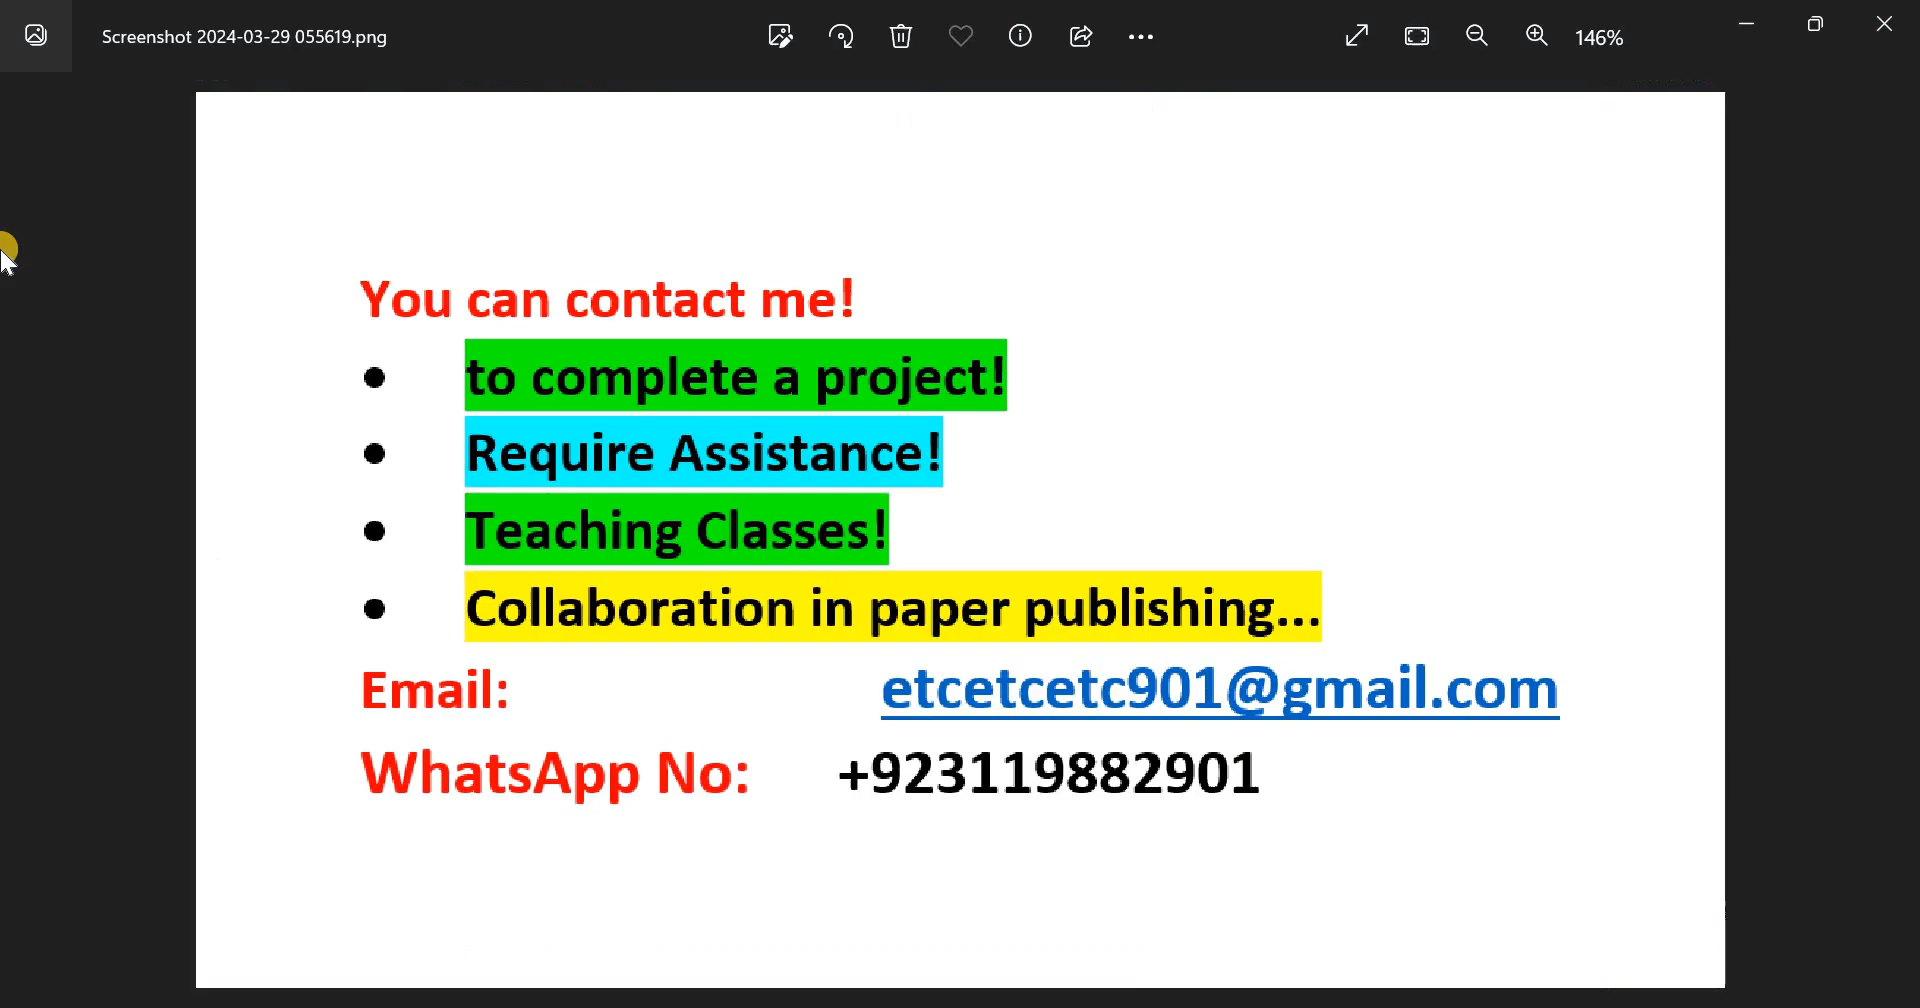 Screenshot 2024-03-29 055619.png
146%
You can contact me!
• to complete a project!
• Require Assistance!
• Teaching Classes!
• Collaboration in paper publishing...
Email: etcetcetc901@gmail.com
WhatsApp No: +923119882901